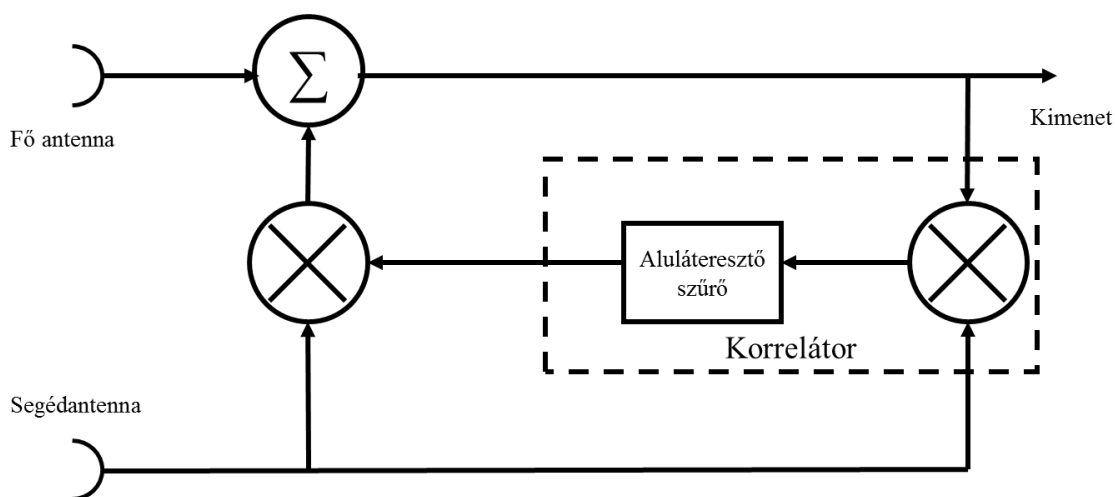 Σ
Fő antenna
Kimenet
Aluláteresztő
szűrő
Korrelátor
Segédantenna